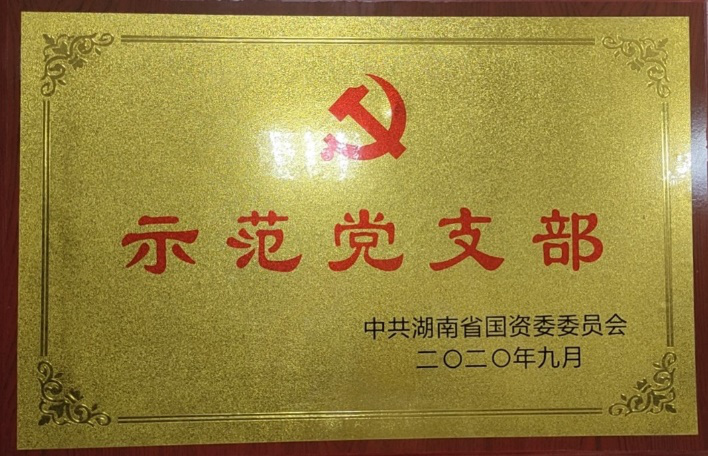 示范党支部
中共湖南省国资委委员会
二〇二〇年九月